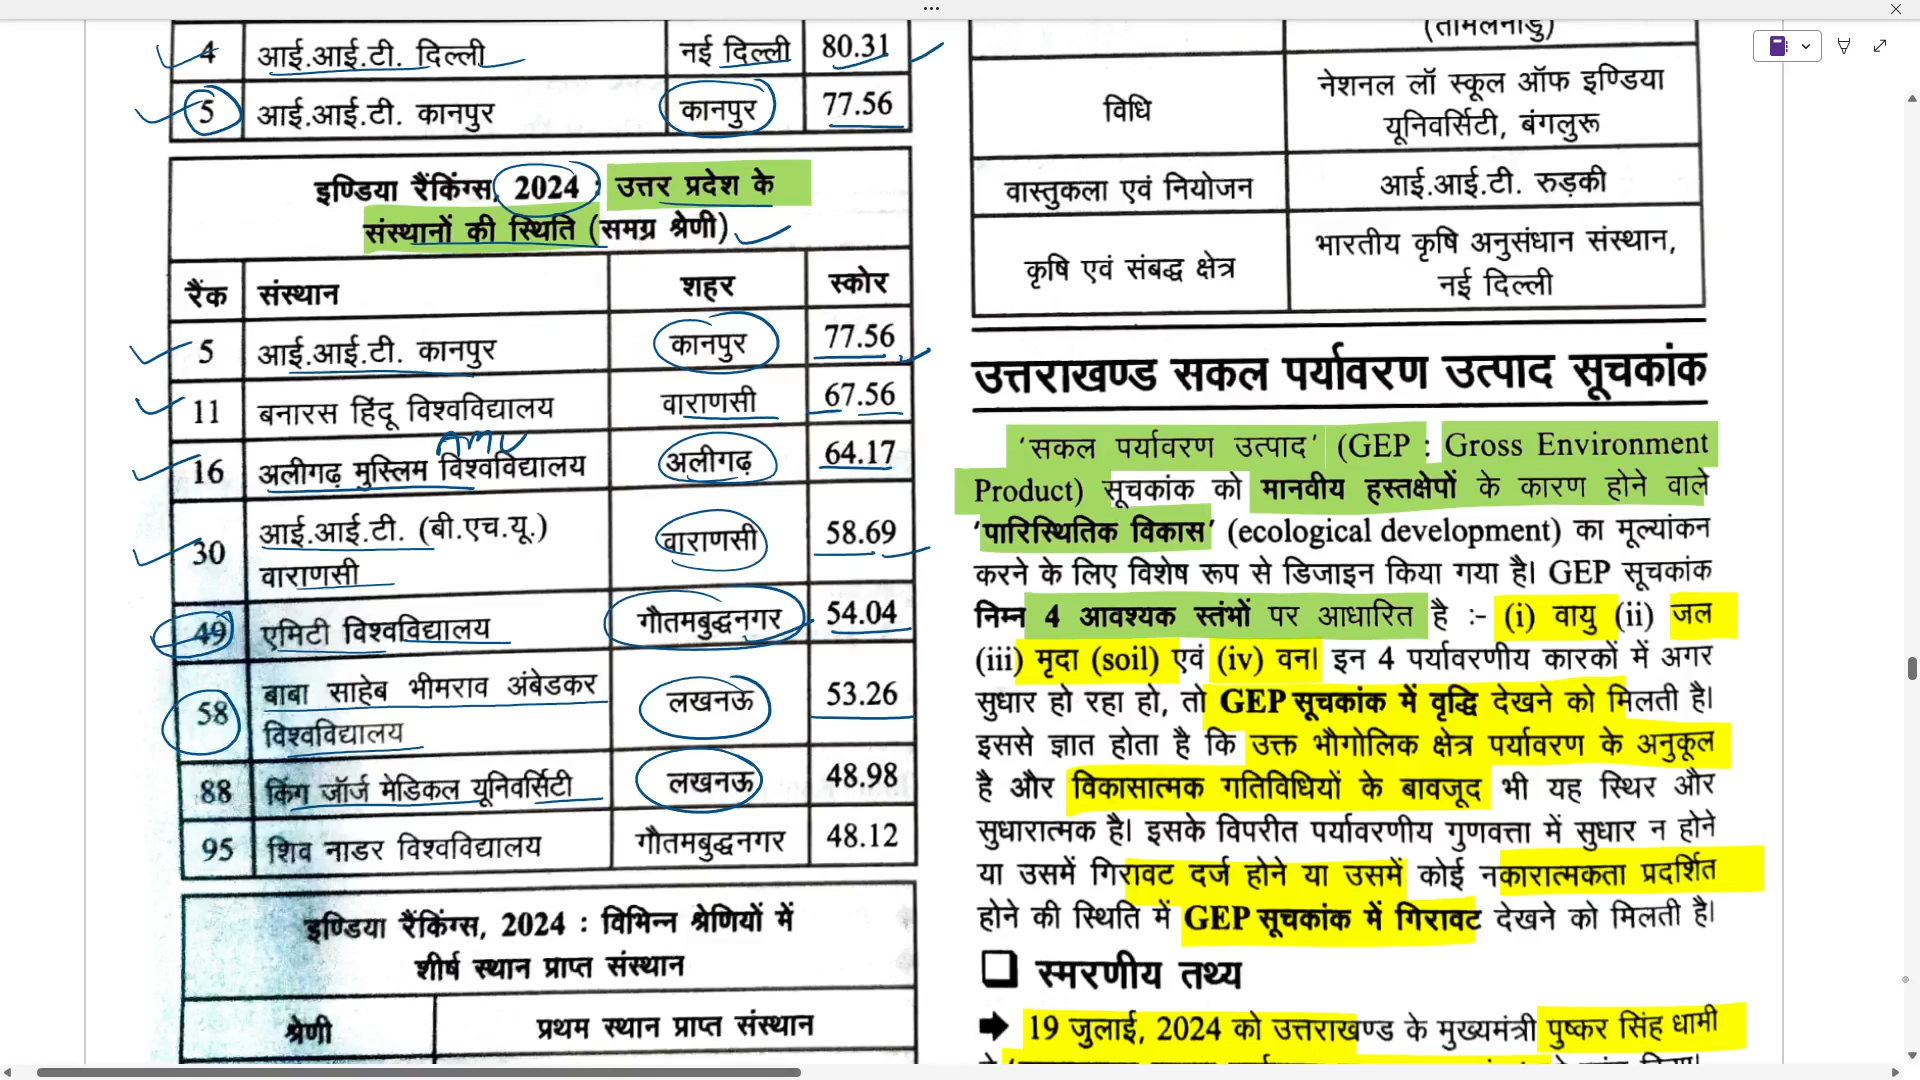 4 आई.आई.टी. दिल्ली नई दिल्ली 80.31
5 आई.आई.टी. कानपुर कानपुर 77.56
इण्डिया रैंकिंग्स, 2024 : उत्तर प्रदेश के
संस्थानों की स्थिति (समग्र श्रेणी)
रैंक संस्थान शहर स्कोर
5 आई.आई.टी. कानपुर कानपुर 77.56
11 बनारस हिंदू विश्वविद्यालय वाराणसी 67.56
AMU
16 अलीगढ़ मुस्लिम विश्वविद्यालय अलीगढ़ 64.17
30 आई.आई.टी. (बी.एच.यू.) वाराणसी 58.69
वाराणसी
49 एमिटी विश्वविद्यालय गौतमबुद्धनगर 54.04
58 बाबा साहेब भीमराव अंबेडकर लखनऊ 53.26
विश्वविद्यालय
88 किंग जॉर्ज मेडिकल यूनिवर्सिटी लखनऊ 48.98
95 शिव नाडर विश्वविद्यालय गौतमबुद्धनगर 48.12
इण्डिया रैंकिंग्स, 2024 : विभिन्न श्रेणियों में
शीर्ष स्थान प्राप्त संस्थान
श्रेणी प्रथम स्थान प्राप्त संस्थान
(तमिलनाडु)
विधि नेशनल लॉ स्कूल ऑफ इण्डिया
यूनिवर्सिटी, बंगलुरू
वास्तुकला एवं नियोजन आई.आई.टी. रुड़की
कृषि एवं संबद्ध क्षेत्र भारतीय कृषि अनुसंधान संस्थान,
नई दिल्ली
उत्तराखण्ड सकल पर्यावरण उत्पाद सूचकांक
'सकल पर्यावरण उत्पाद' (GEP : Gross Environment
Product) सूचकांक को मानवीय हस्तक्षेपों के कारण होने वाले
'पारिस्थितिक विकास' (ecological development) का मूल्यांकन
करने के लिए विशेष रूप से डिजाइन किया गया है। GEP सूचकांक
निम्न 4 आवश्यक स्तंभों पर आधारित है :- (i) वायु (ii) जल
(iii) मृदा (soil) एवं (iv) वन। इन 4 पर्यावरणीय कारकों में अगर
सुधार हो रहा हो, तो GEP सूचकांक में वृद्धि देखने को मिलती है।
इससे ज्ञात होता है कि उक्त भौगोलिक क्षेत्र पर्यावरण के अनुकूल
है और विकासात्मक गतिविधियों के बावजूद भी यह स्थिर और
सुधारात्मक है। इसके विपरीत पर्यावरणीय गुणवत्ता में सुधार न होने
या उसमें गिरावट दर्ज होने या उसमें कोई नकारात्मकता प्रदर्शित
होने की स्थिति में GEP सूचकांक में गिरावट देखने को मिलती है।
स्मरणीय तथ्य
19 जुलाई, 2024 को उत्तराखण्ड के मुख्यमंत्री पुष्कर सिंह धामी